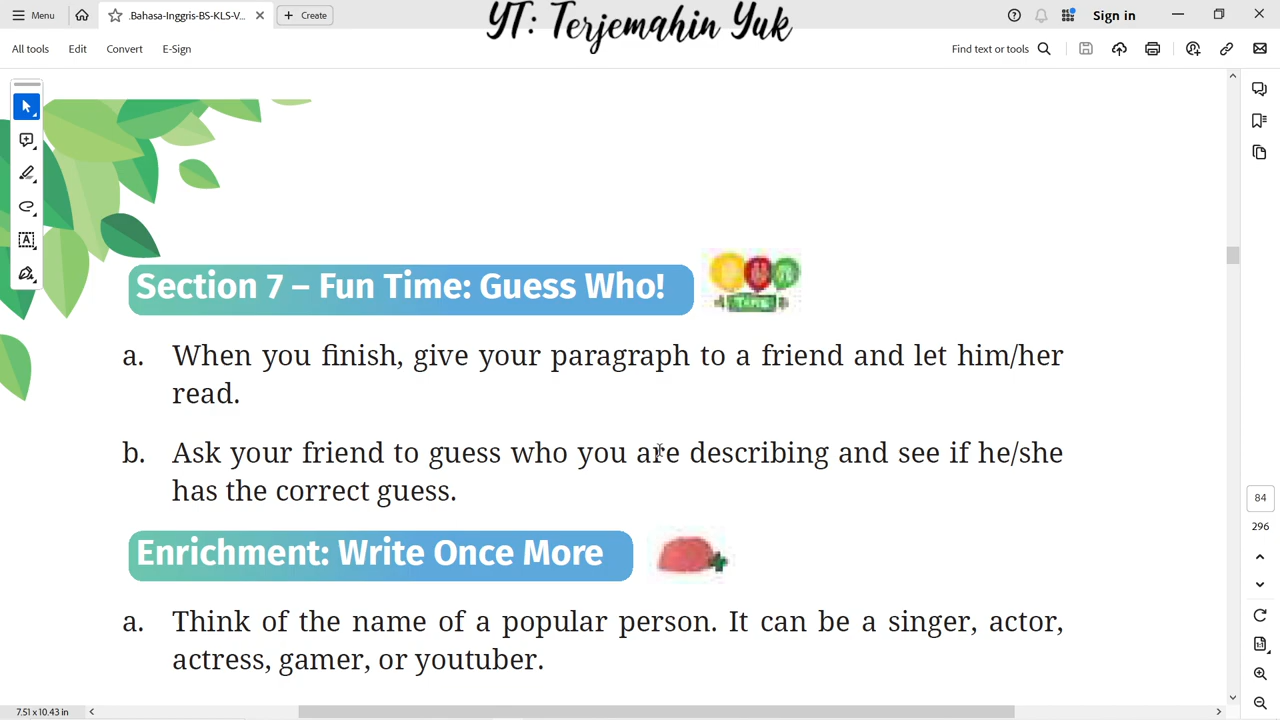 Menu
.Bahasa-Inggris-BS-KLS-V...
Create
YT: Terjemahin Yuk
Sign in
All tools
Edit
Convert
E-Sign
Find text or tools
Section 7 – Fun Time: Guess Who!
a. When you finish, give your paragraph to a friend and let him/her
read.
b. Ask your friend to guess who you are describing and see if he/she
has the correct guess.
84
296
Enrichment: Write Once More
a. Think of the name of a popular person. It can be a singer, actor,
actress, gamer, or youtuber.
7.51 x 10.43 in